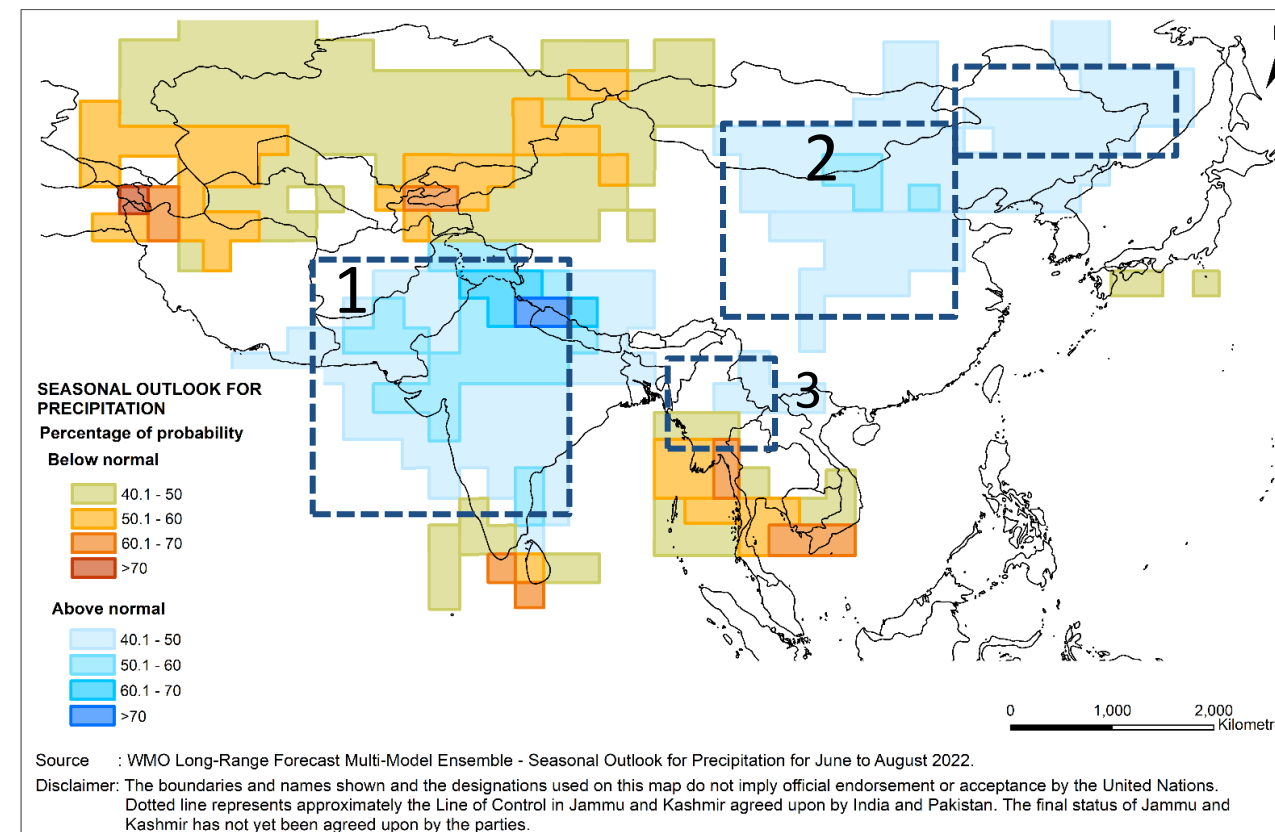 1
2
3
SEASONAL OUTLOOK FOR
PRECIPITATION
Percentage of probability
Below normal
40.1 - 50
50.1 - 60
60.1 - 70
>70
Above normal
40.1 - 50
50.1 - 60
60.1 - 70
>70
0 1,000 2,000
Kilometr
Source : WMO Long-Range Forecast Multi-Model Ensemble - Seasonal Outlook for Precipitation for June to August 2022.
Disclaimer: The boundaries and names shown and the designations used on this map do not imply official endorsement or acceptance by the United Nations.
Dotted line represents approximately the Line of Control in Jammu and Kashmir agreed upon by India and Pakistan. The final status of Jammu and
Kashmir has not yet been agreed upon by the parties.